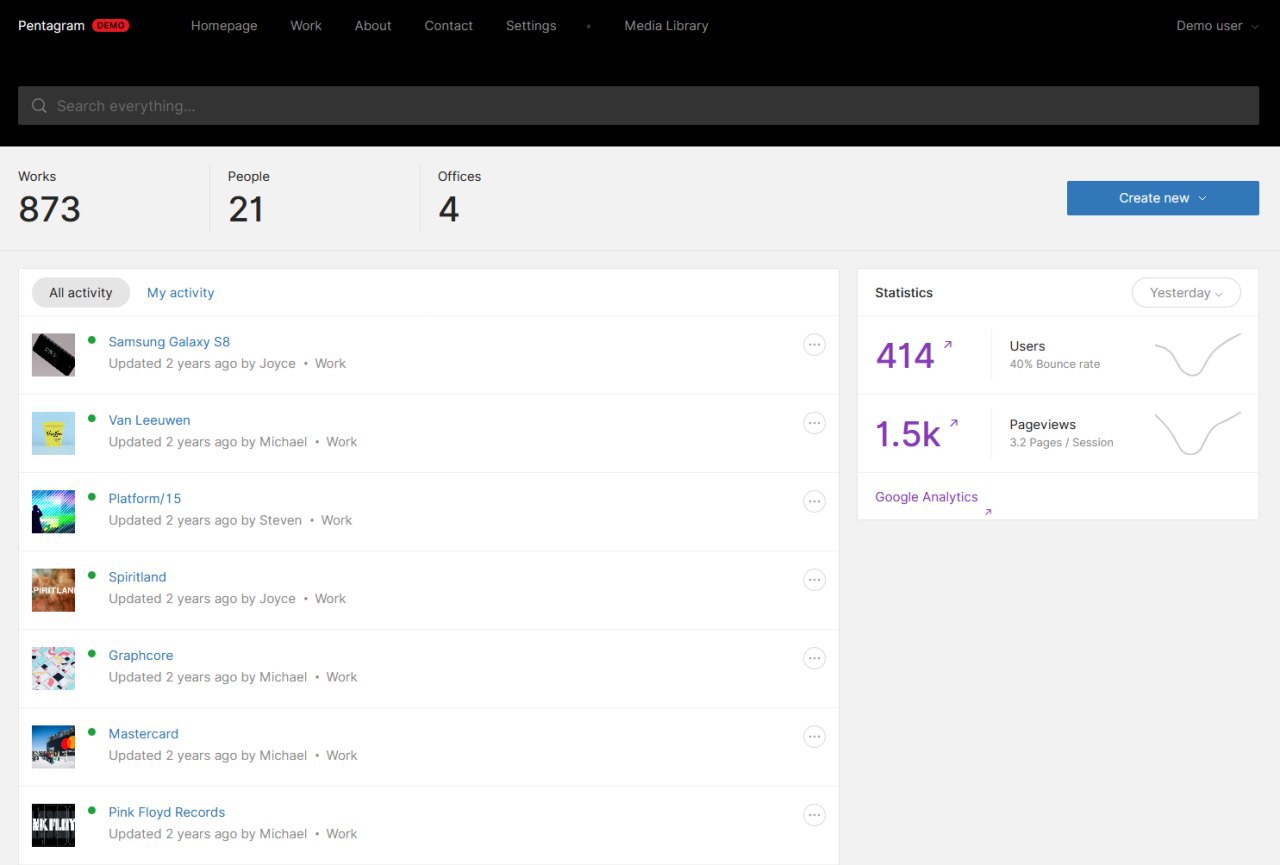 Pentagram DEMO Homepage Work About Contact Settings • Media Library Demo user
Search everything...
Works People Offices
873 21 4
Create new
All activity My activity
Samsung Galaxy S8
Updated 2 years ago by Joyce • Work
Van Leeuwen
Updated 2 years ago by Michael • Work
Platform/15
Updated 2 years ago by Steven • Work
Spiritland
Updated 2 years ago by Joyce • Work
PIRITLAN
Graphcore
Updated 2 years ago by Michael • Work
Mastercard
Updated 2 years ago by Michael • Work
Pink Floyd Records
Updated 2 years ago by Michael • Work
NK FLOY
Statistics Yesterday
414 Users
40% Bounce rate
1.5k Pageviews
3.2 Pages / Session
Google Analytics